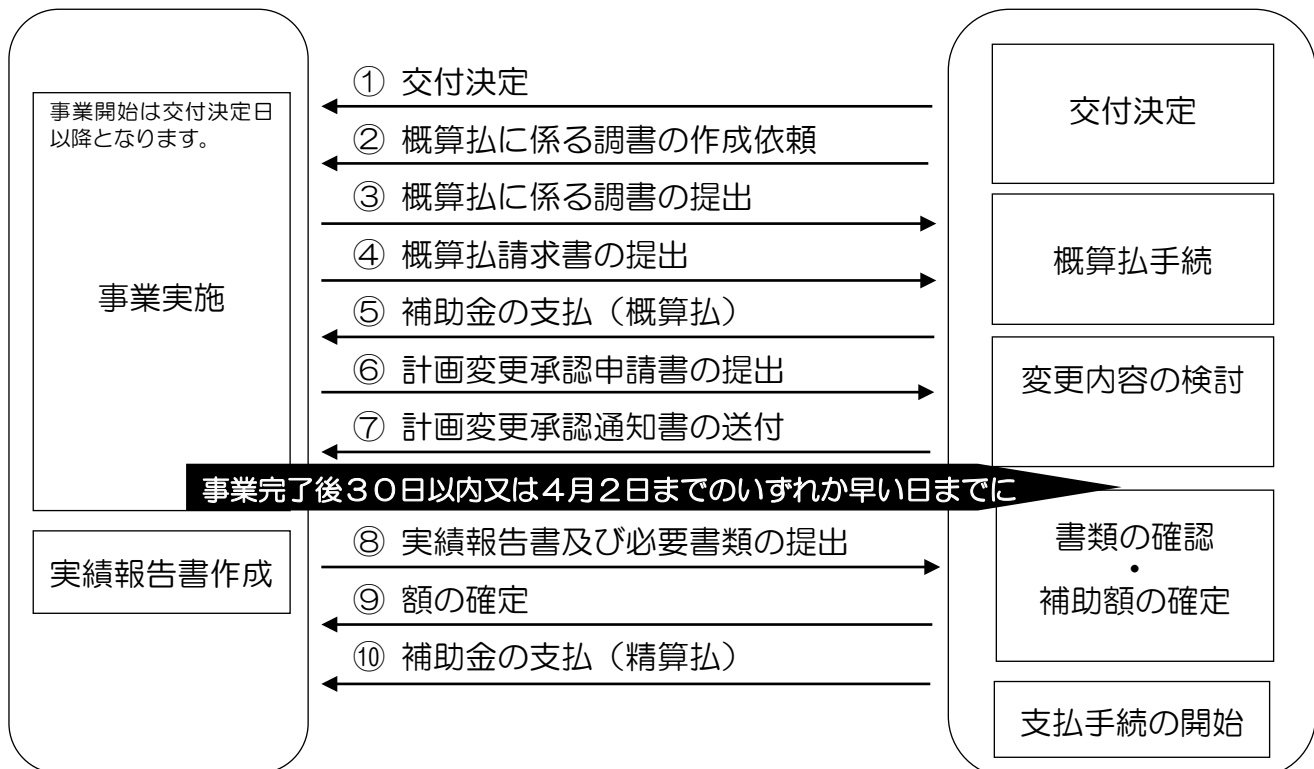 ① 交付決定
交付決定
事業開始は交付決定日
以降となります。
② 概算払に係る調書の作成依頼
③ 概算払に係る調書の提出
④ 概算払請求書の提出
概算払手続
事業実施
⑤ 補助金の支払（概算払）
⑥ 計画変更承認申請書の提出
変更内容の検討
⑦ 計画変更承認通知書の送付
事業完了後３０日以内又は４月２日までのいずれか早い日までに
⑧ 実績報告書及び必要書類の提出
書類の確認
・
補助額の確定
実績報告書作成
⑨ 額の確定
⑩ 補助金の支払（精算払）
支払手続の開始